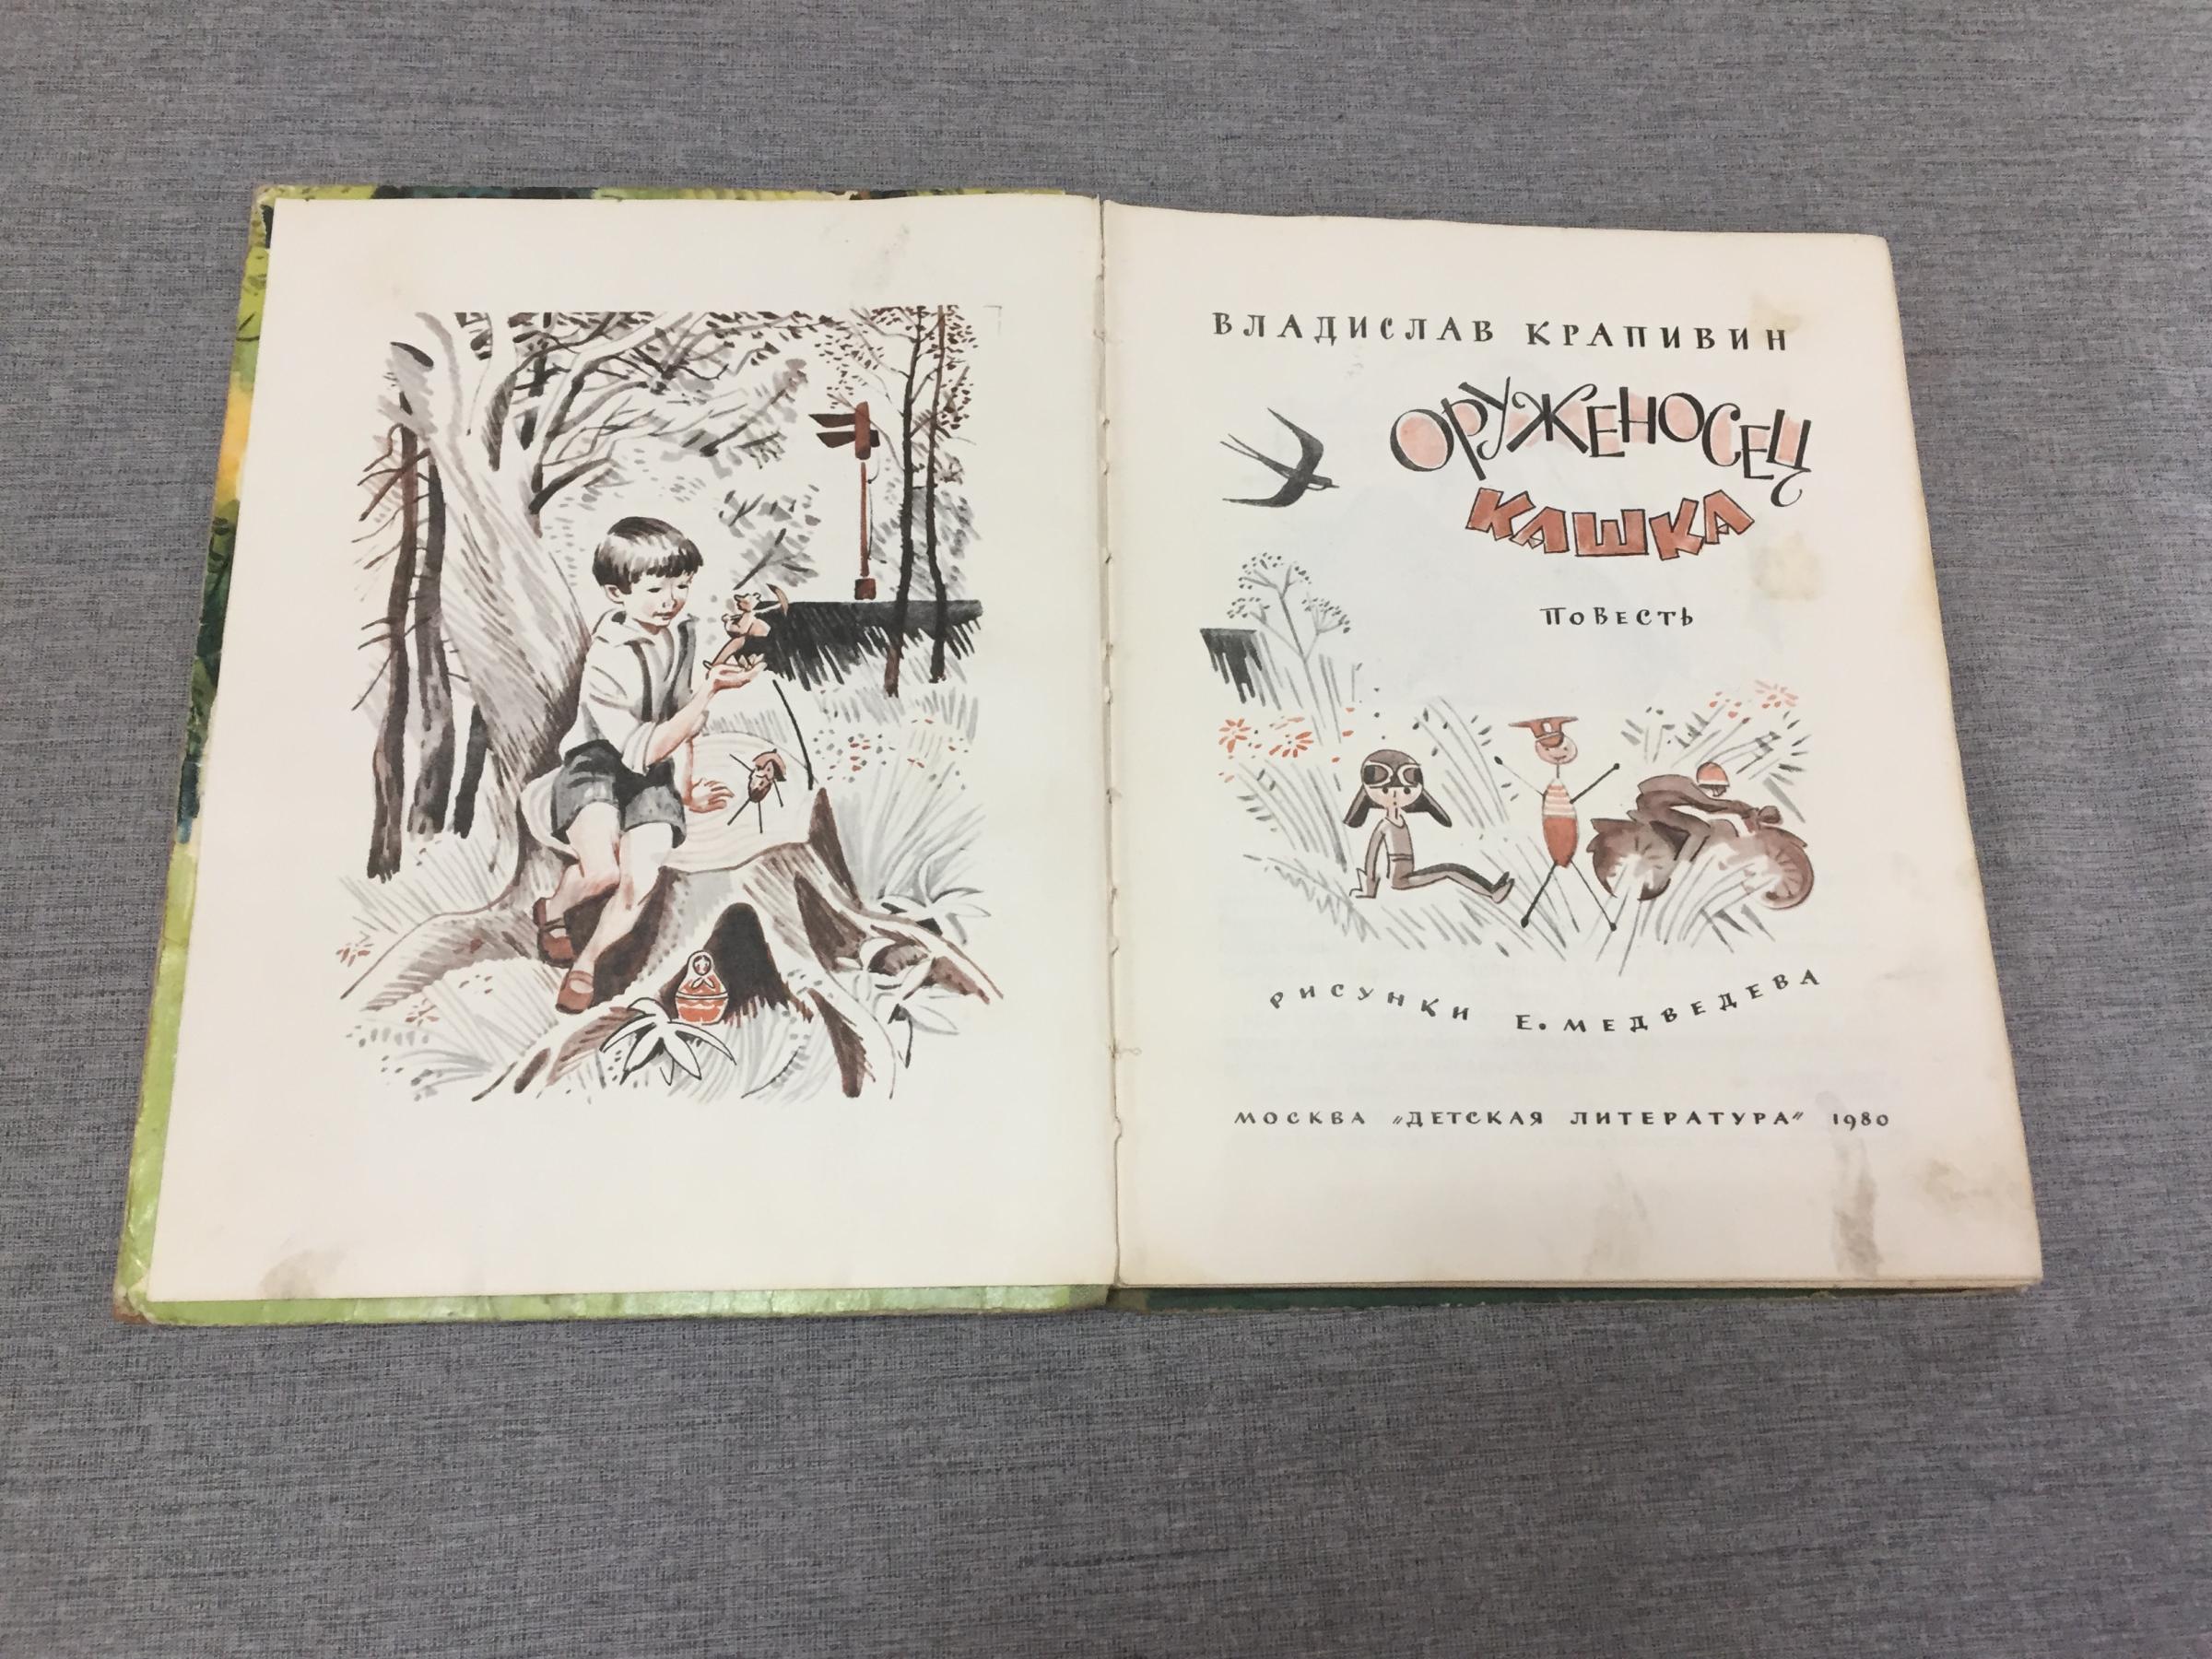 ВЛАДИСЛАВ КРАПИВИН
ОРУЖЕНОСЕЦ
КАШКА
ПОВЕСТЬ
РИСУНКИ Е. МЕДВЕДЕВА
МОСКВА "ДЕТСКАЯ ЛИТЕРАТУРА" 1980